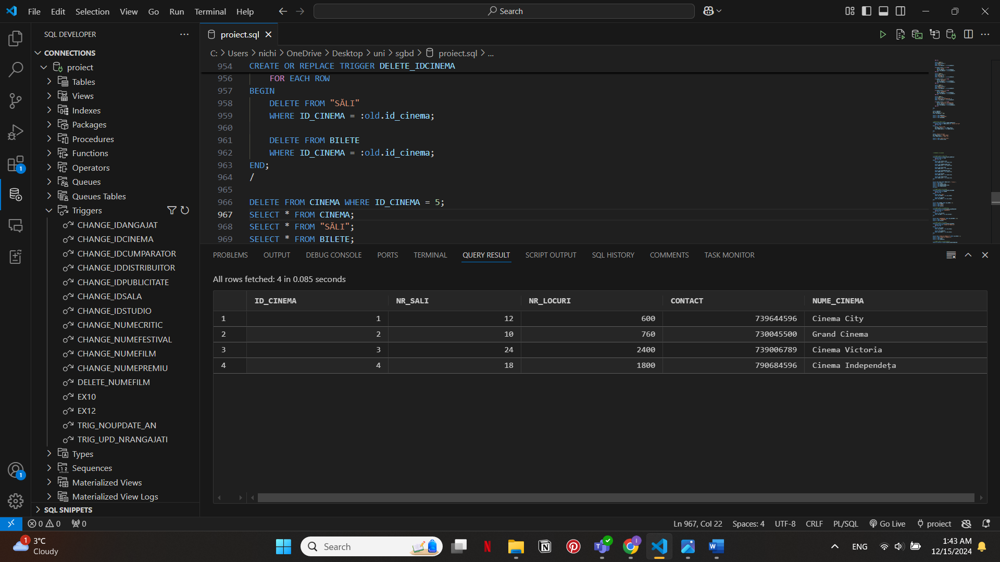 File Edit Selection View Go Run Terminal Help
Search
SQL DEVELOPER
CONNECTIONS
proiect
Tables
Views
Indexes
Packages
Procedures
Functions
Operators
Queues
Queues Tables
Triggers
CHANGE_IDANGAJAT
CHANGE_IDCINEMA
CHANGE_IDCUMPARATOR
CHANGE_IDDISTRIBUITOR
CHANGE_IDPUBLICITATE
CHANGE_IDSALA
CHANGE_IDSTUDIO
CHANGE_NUMECRITIC
CHANGE_NUMEFESTIVAL
CHANGE_NUMEFILM
CHANGE_NUMEPREMIU
DELETE_NUMEFILM
EX10
EX12
TRIG_NOUPDATE_AN
TRIG_UPD_NRANGAJATI
Types
Sequences
Materialized Views
Materialized View Logs
SQL SNIPPETS
1
1
proiect.sql
C: > Users > nichi > OneDrive > Desktop > uni > sgbd > proiect.sql > ...
954 CREATE OR REPLACE TRIGGER DELETE_IDCINEMA
956 FOR EACH ROW
957 BEGIN
958 DELETE FROM "SĂLI"
959 WHERE ID_CINEMA = :old.id_cinema;
960
961 DELETE FROM BILETE
962 WHERE ID_CINEMA = :old.id_cinema;
963 END;
964 /
965
966 DELETE FROM CINEMA WHERE ID_CINEMA = 5;
967 SELECT * FROM CINEMA;
968 SELECT * FROM "SĂLI";
969 SELECT * FROM BILETE;
PROBLEMS OUTPUT DEBUG CONSOLE PORTS TERMINAL QUERY RESULT SCRIPT OUTPUT SQL HISTORY COMMENTS TASK MONITOR
All rows fetched: 4 in 0.085 seconds
ID_CINEMA NR_SALI NR_LOCURI CONTACT NUME_CINEMA
1 1 12 600 739644596 Cinema City
2 2 10 760 730045500 Grand Cinema
3 3 24 2400 739006789 Cinema Victoria
4 4 18 1800 790684596 Cinema Independeța
0 0 0
Ln 967, Col 22 Spaces: 4 UTF-8 CRLF PL/SQL Go Live proiect
1
3°C
Cloudy
Search
ENG
1:43 AM
12/15/2024